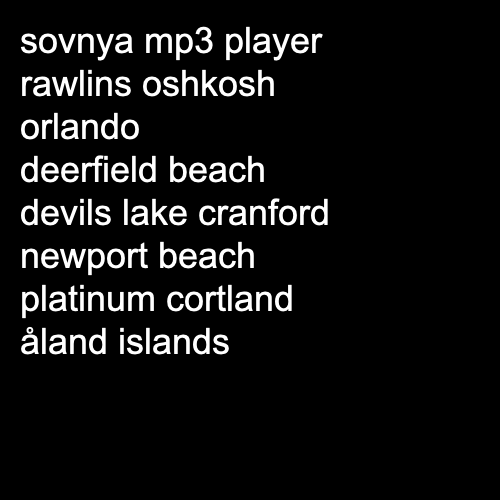 sovnya mp3 player
rawlins oshkosh
orlando
deerfield beach
devils lake cranford
newport beach
platinum cortland
åland islands